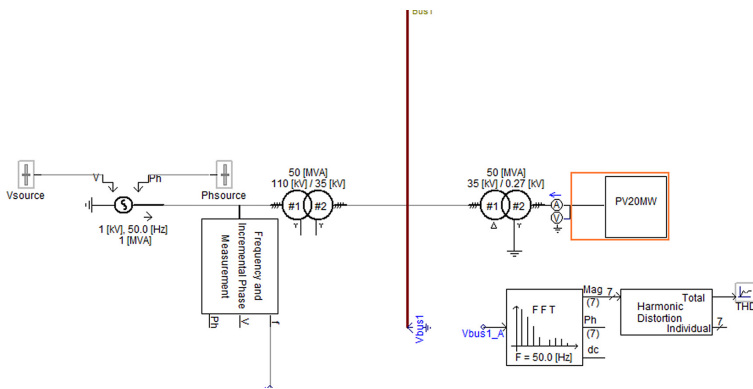 Bus1
50 [MVA]
110 [kV] / 35 [kV]
50 [MVA]
35 [kV] / 0.27 [kV]
V
Ph
Vsource
Phsource
#1
#2
#1
#2
A
V
PV20MW
1 [kV], 50.0 [Hz]
1 [MVA]
Frequency and
Incremental Phase
Measurement
Ph
V
f
Vbus1
Vbus1_A
FFT
F = 50.0 [Hz]
Mag
(7)
Ph
(7)
dc
7
Harmonic
Distortion
Total
Individual
7
THD